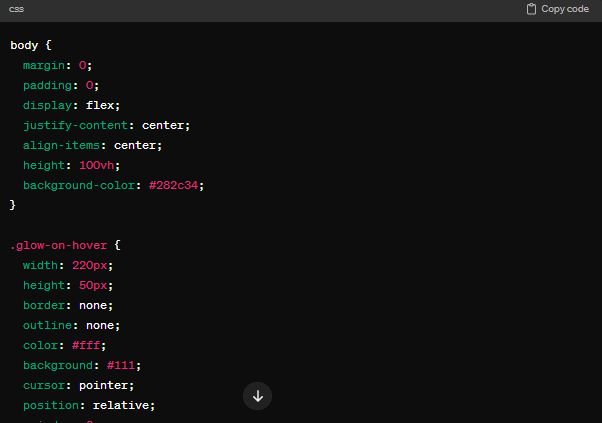 css
Copy code
body {
  margin: 0;
  padding: 0;
  display: flex;
  justify-content: center;
  align-items: center;
  height: 100vh;
  background-color: #282c34;
}
.glow-on-hover {
  width: 220px;
  height: 50px;
  border: none;
  outline: none;
  color: #fff;
  background: #111;
  cursor: pointer;
  position: relative;